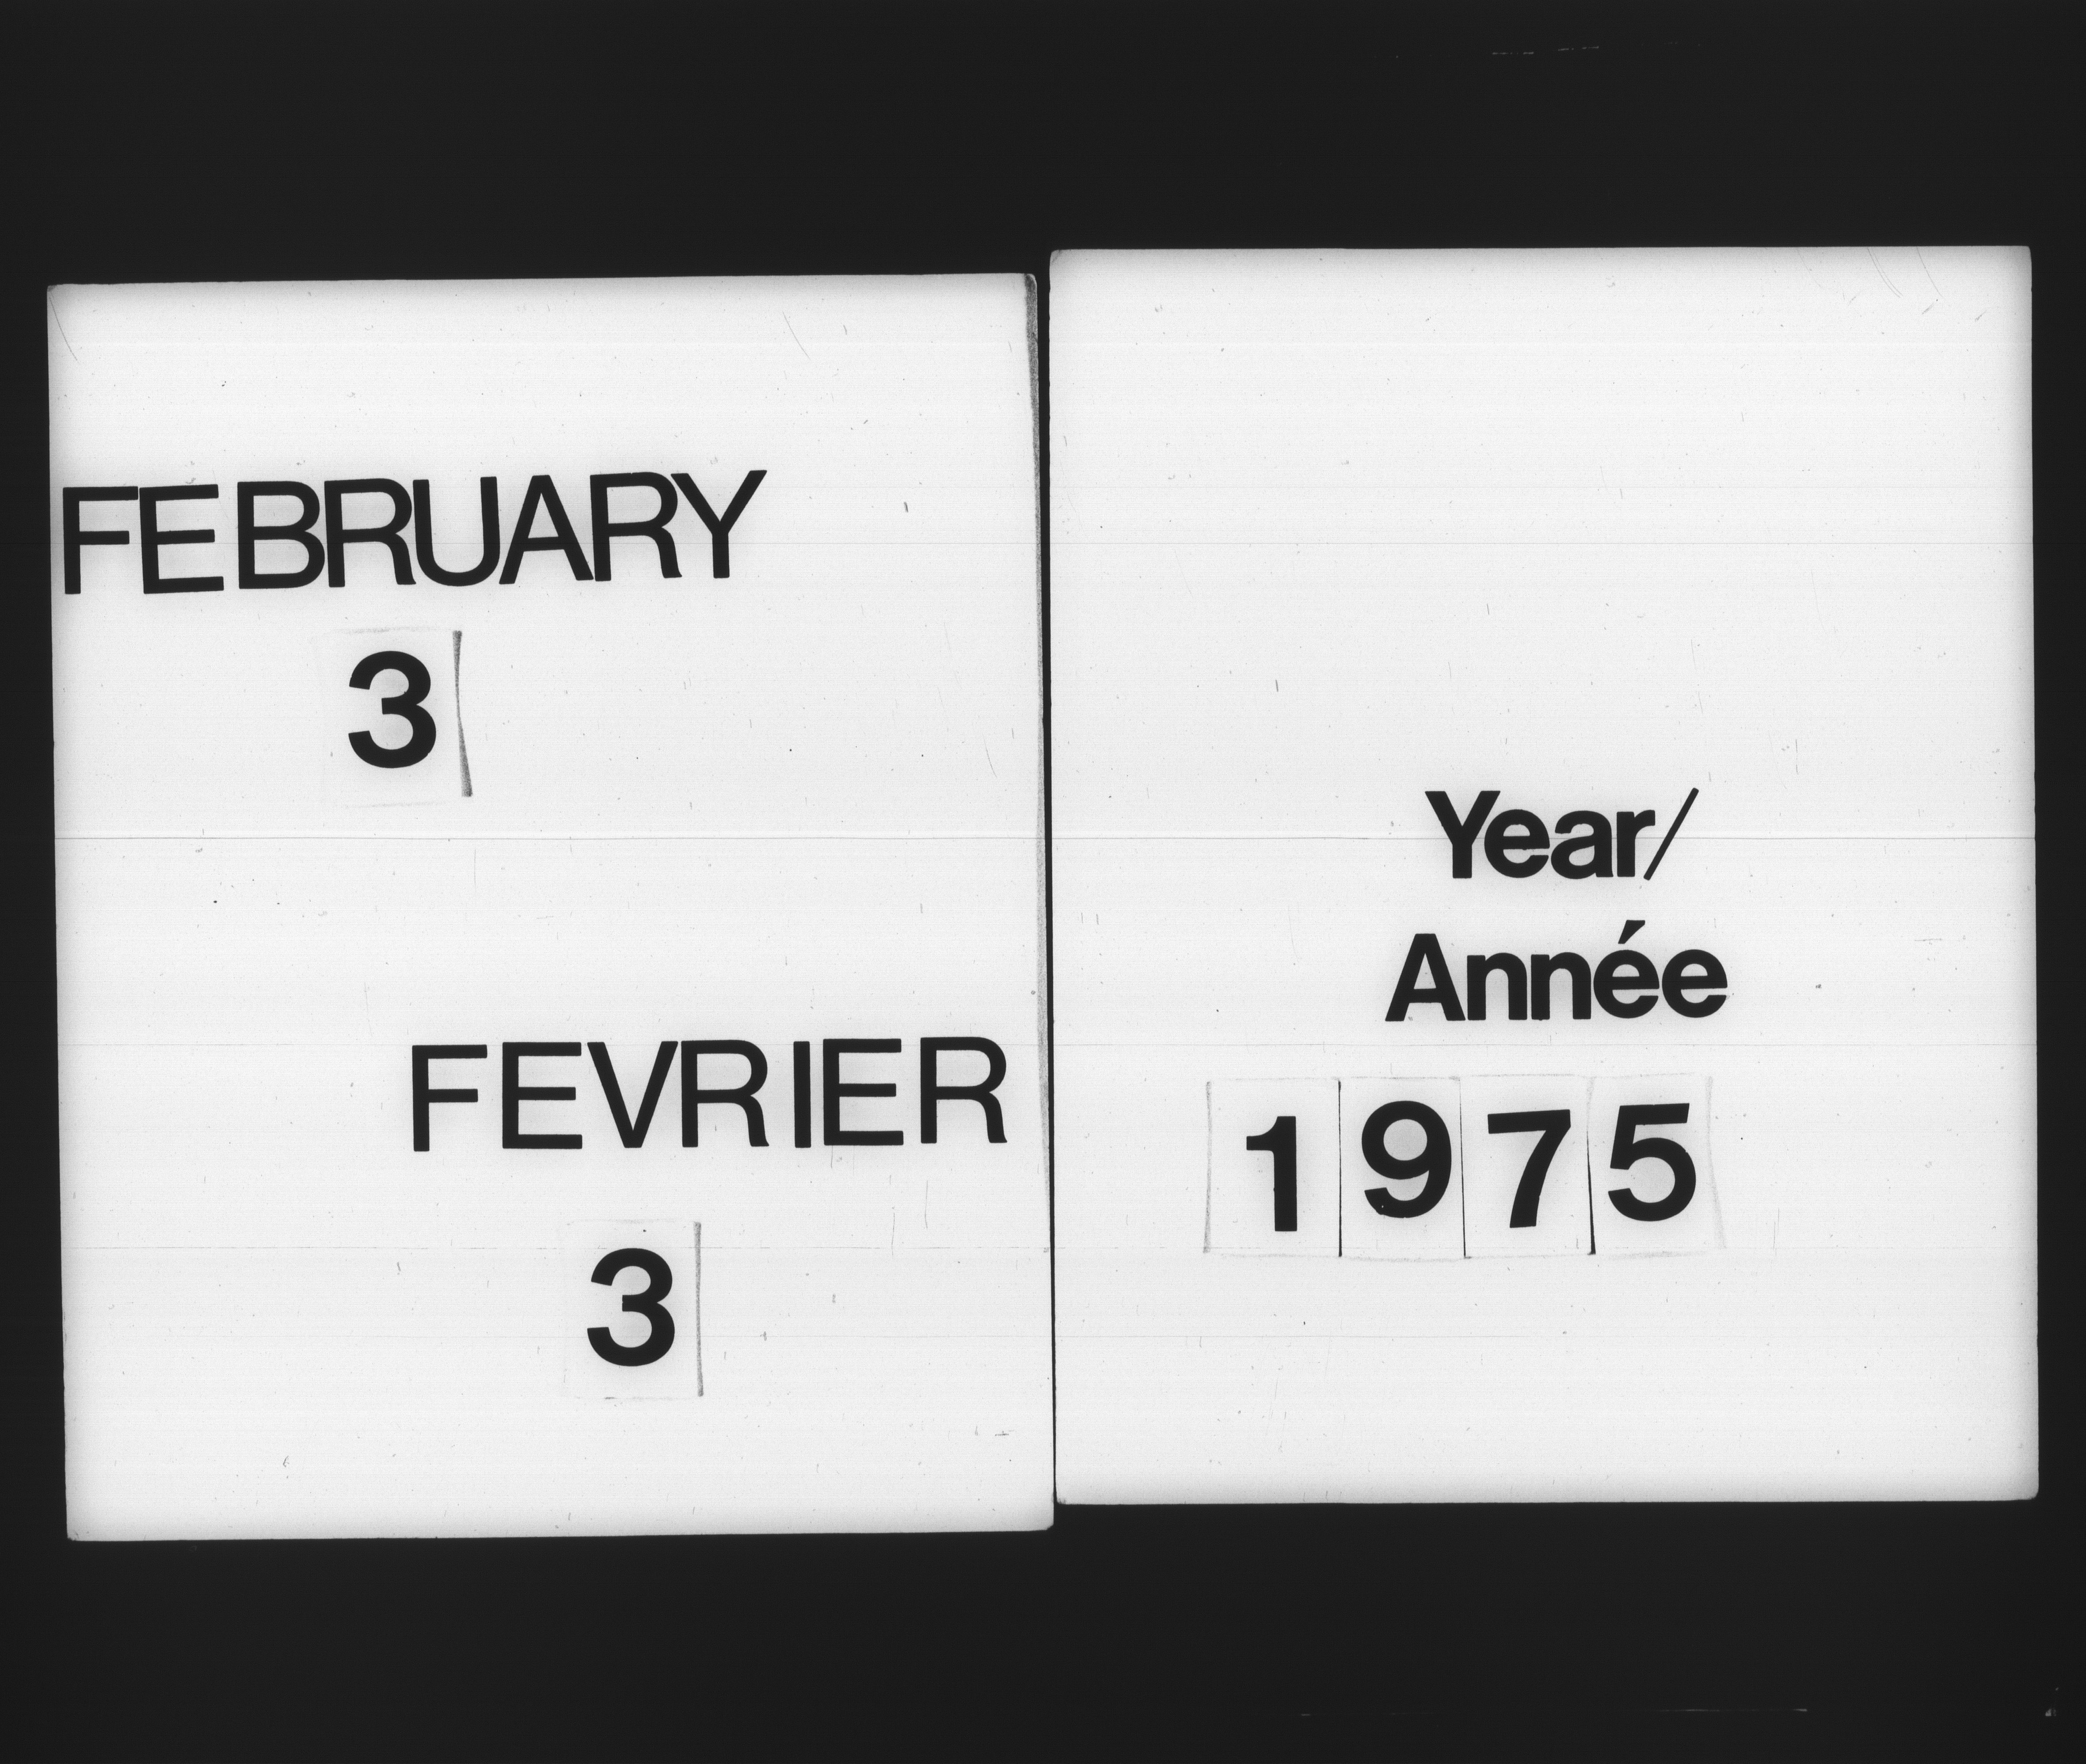 FEBRUARY
3
FEVRIER
3
Year/
Année
1975